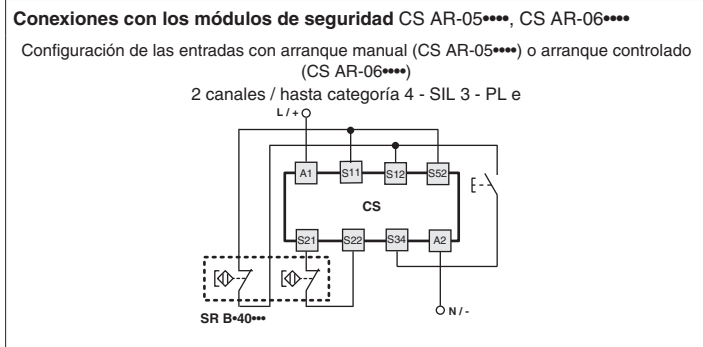 Conexiones con los módulos de seguridad CS AR-05••••, CS AR-06••••
Configuración de las entradas con arranque manual (CS AR-05••••) o arranque controlado
(CS AR-06••••)
2 canales / hasta categoría 4 - SIL 3 - PL e
L / +
A1 S11 S12 S52
CS
S21 S22 S34 A2
SR B•40•••
N / -